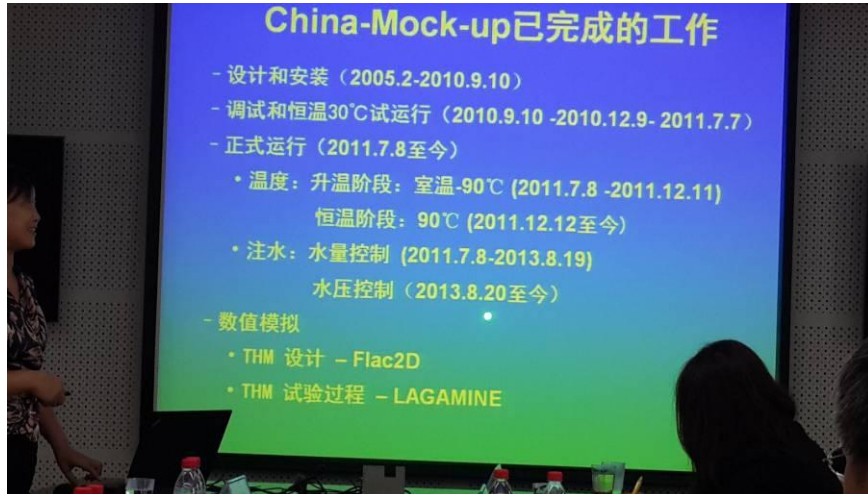 China-Mock-up已完成的工作
- 设计和安装（2005.2-2010.9.10）
- 调试和恒温30℃试运行（2010.9.10 -2010.12.9- 2011.7.7）
- 正式运行（2011.7.8至今）
• 温度：升温阶段：室温-90℃ (2011.7.8 -2011.12.11)
恒温阶段：90℃ (2011.12.12至今)
• 注水：水量控制 (2011.7.8-2013.8.19)
水压控制（2013.8.20至今）
- 数值模拟
• THM 设计 – Flac2D
• THM 试验过程 – LAGAMINE